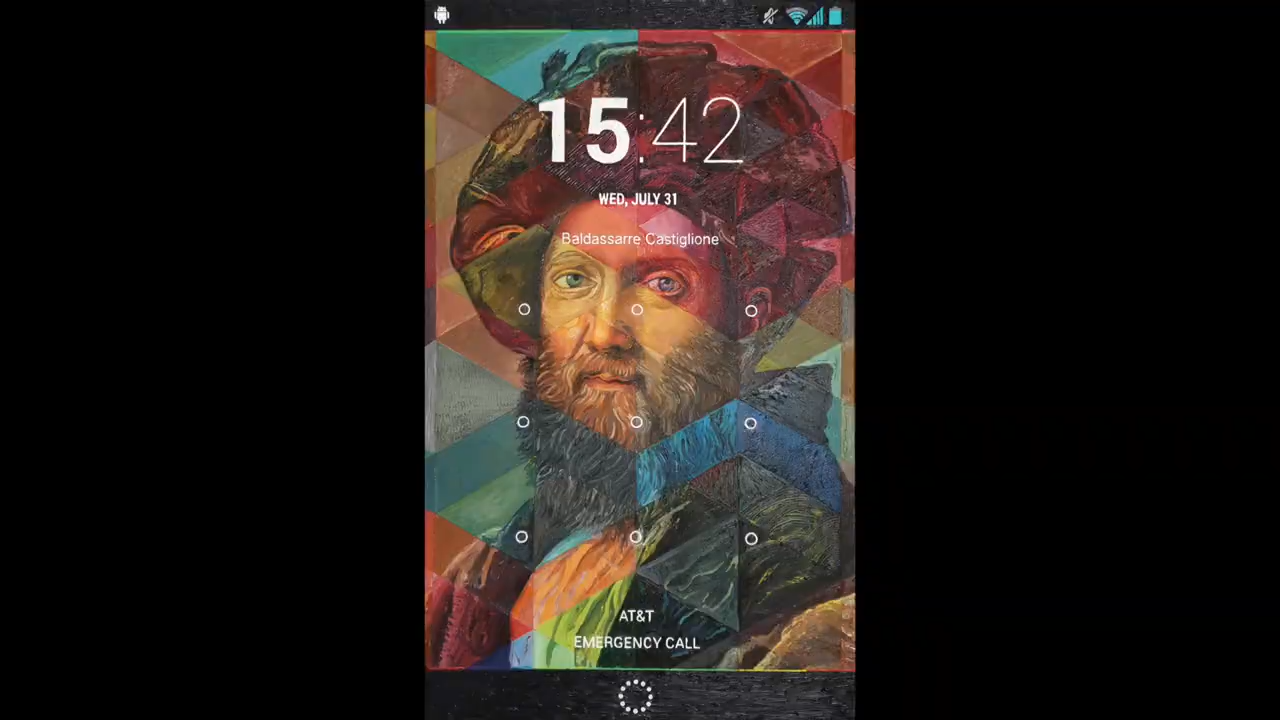 15:42
WED, JULY 31
Baldassarre Castiglione
AT&T
EMERGENCY CALL